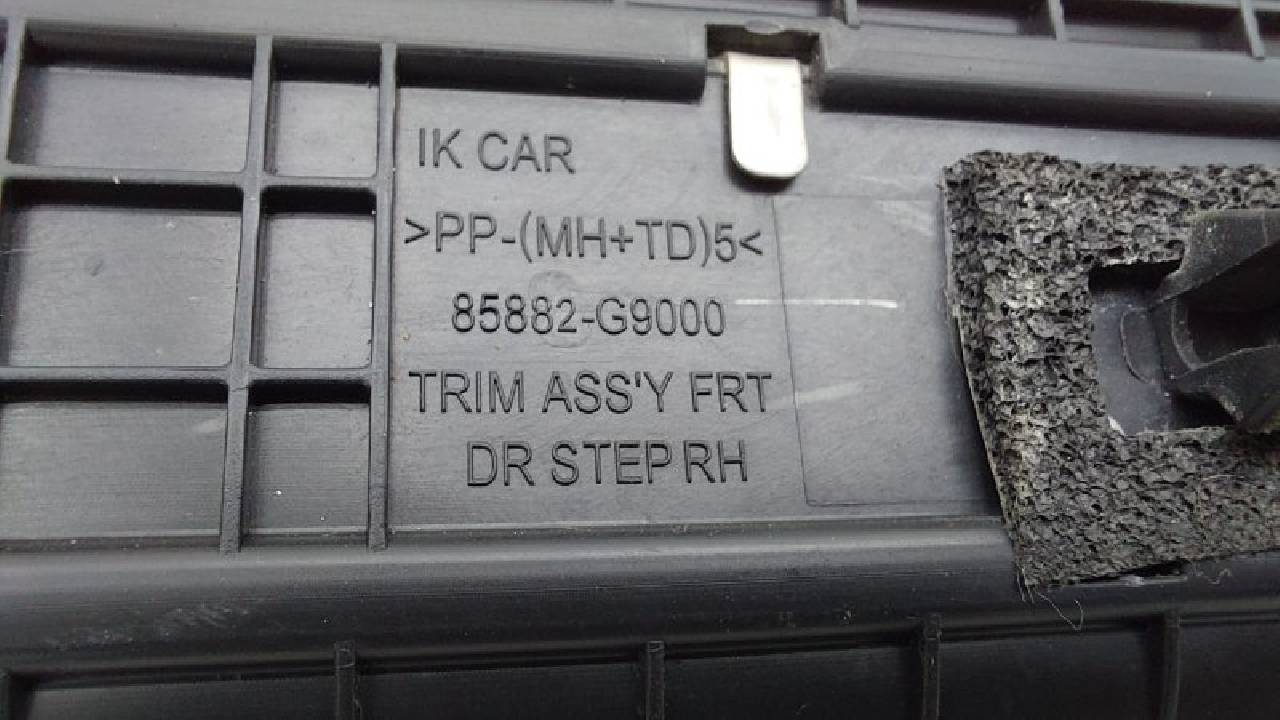 IK CAR
>PP-(MH+TD)5<
85882-G9000
TRIM ASS'Y FRT
DR STEP RH